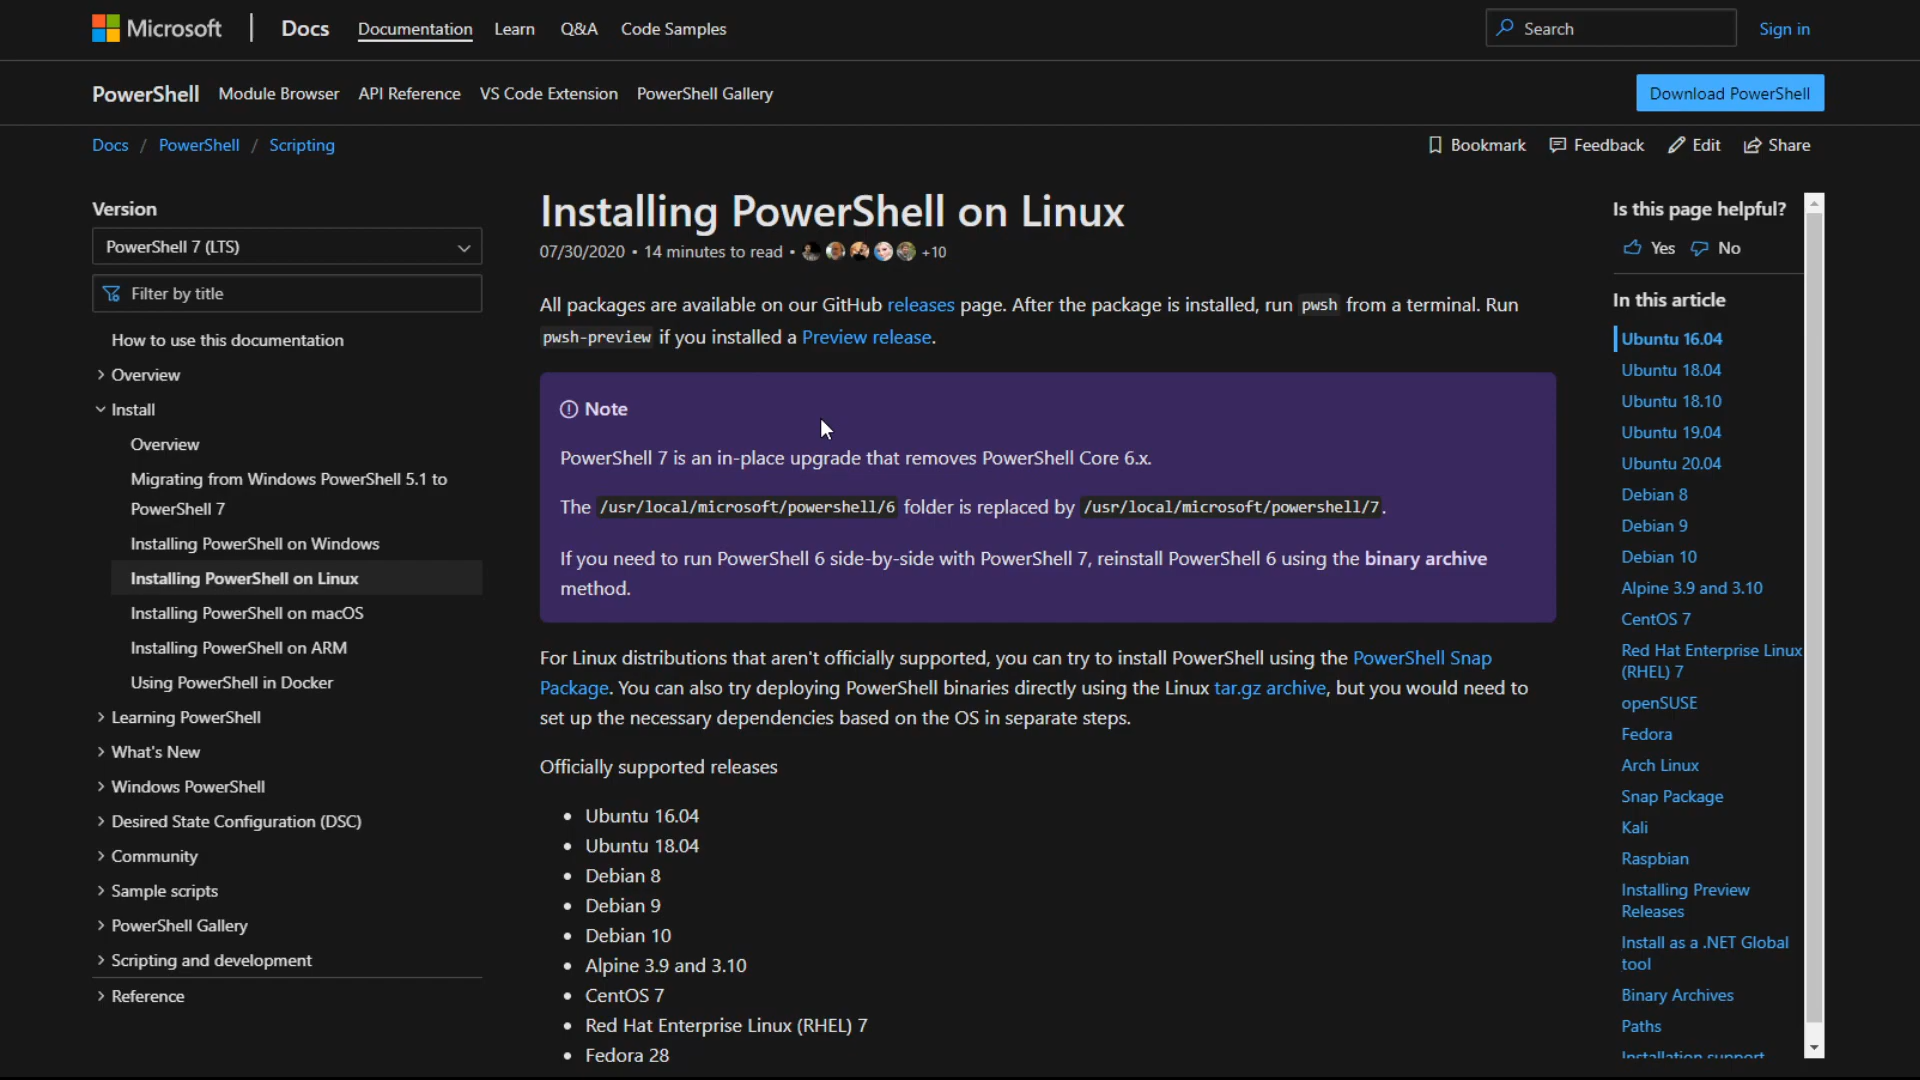 Microsoft | Docs Documentation Learn Q&A Code Samples Search Sign in
PowerShell Module Browser API Reference VS Code Extension PowerShell Gallery Download PowerShell
Docs / PowerShell / Scripting Bookmark Feedback Edit Share
Version
PowerShell 7 (LTS)
Filter by title
How to use this documentation
Overview
Install
Overview
Migrating from Windows PowerShell 5.1 to
PowerShell 7
Installing PowerShell on Windows
Installing PowerShell on Linux
Installing PowerShell on macOS
Installing PowerShell on ARM
Using PowerShell in Docker
Learning PowerShell
What's New
Windows PowerShell
Desired State Configuration (DSC)
Community
Sample scripts
PowerShell Gallery
Scripting and development
Reference
Installing PowerShell on Linux
07/30/2020 • 14 minutes to read • +10
All packages are available on our GitHub releases page. After the package is installed, run pwsh from a terminal. Run
pwsh-preview if you installed a Preview release.
Note
PowerShell 7 is an in-place upgrade that removes PowerShell Core 6.x.
The /usr/local/microsoft/powershell/6 folder is replaced by /usr/local/microsoft/powershell/7.
If you need to run PowerShell 6 side-by-side with PowerShell 7, reinstall PowerShell 6 using the binary archive
method.
For Linux distributions that aren't officially supported, you can try to install PowerShell using the PowerShell Snap
Package. You can also try deploying PowerShell binaries directly using the Linux tar.gz archive, but you would need to
set up the necessary dependencies based on the OS in separate steps.
Officially supported releases
• Ubuntu 16.04
• Ubuntu 18.04
• Debian 8
• Debian 9
• Debian 10
• Alpine 3.9 and 3.10
• CentOS 7
• Red Hat Enterprise Linux (RHEL) 7
• Fedora 28
Is this page helpful?
Yes No
In this article
Ubuntu 16.04
Ubuntu 18.04
Ubuntu 18.10
Ubuntu 19.04
Ubuntu 20.04
Debian 8
Debian 9
Debian 10
Alpine 3.9 and 3.10
CentOS 7
Red Hat Enterprise Linux
(RHEL) 7
openSUSE
Fedora
Arch Linux
Snap Package
Kali
Raspbian
Installing Preview
Releases
Install as a .NET Global
tool
Binary Archives
Paths
Installation support